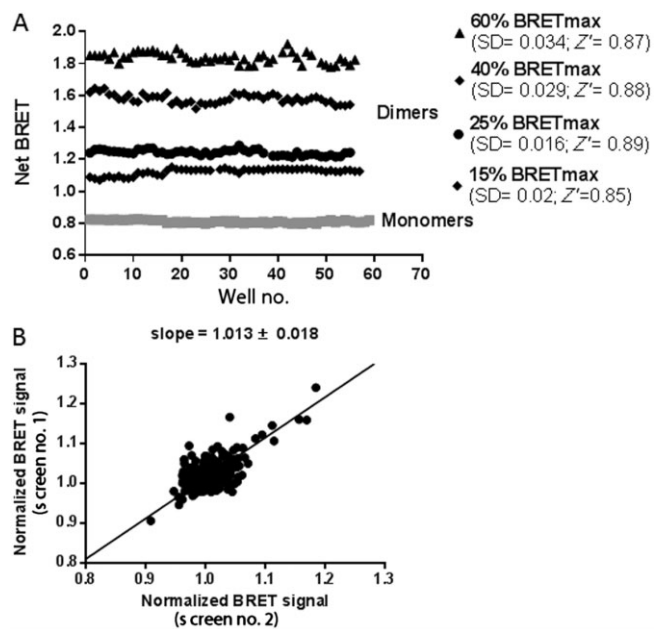 A
2.0
1.8
1.6
1.4
1.2
1.0
0.8
0.6
Net BRET
0 10 20 30 40 50 60 70
Well no.
Dimers
Monomers
60% BRETmax
(SD= 0.034; Z'= 0.87)
40% BRETmax
(SD= 0.029; Z'= 0.88)
25% BRETmax
(SD= 0.016; Z'= 0.89)
15% BRETmax
(SD= 0.02; Z'=0.85)
B
slope = 1.013 ± 0.018
1.3
1.2
1.1
1.0
0.9
0.8
Normalized BRET signal
(s creen no. 1)
0.8 0.9 1.0 1.1 1.2 1.3
Normalized BRET signal
(s creen no. 2)